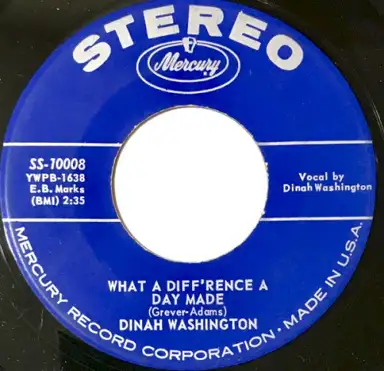 STEREO
Mercury
SS-10008
YWPB-1638
E.B. Marks
(BMI) 2:35
Vocal by
Dinah Washington
WHAT A DIFF'RENCE A
DAY MADE
(Grever-Adams)
DINAH WASHINGTON
MERCURY RECORD CORPORATION • MADE IN U.S.A.